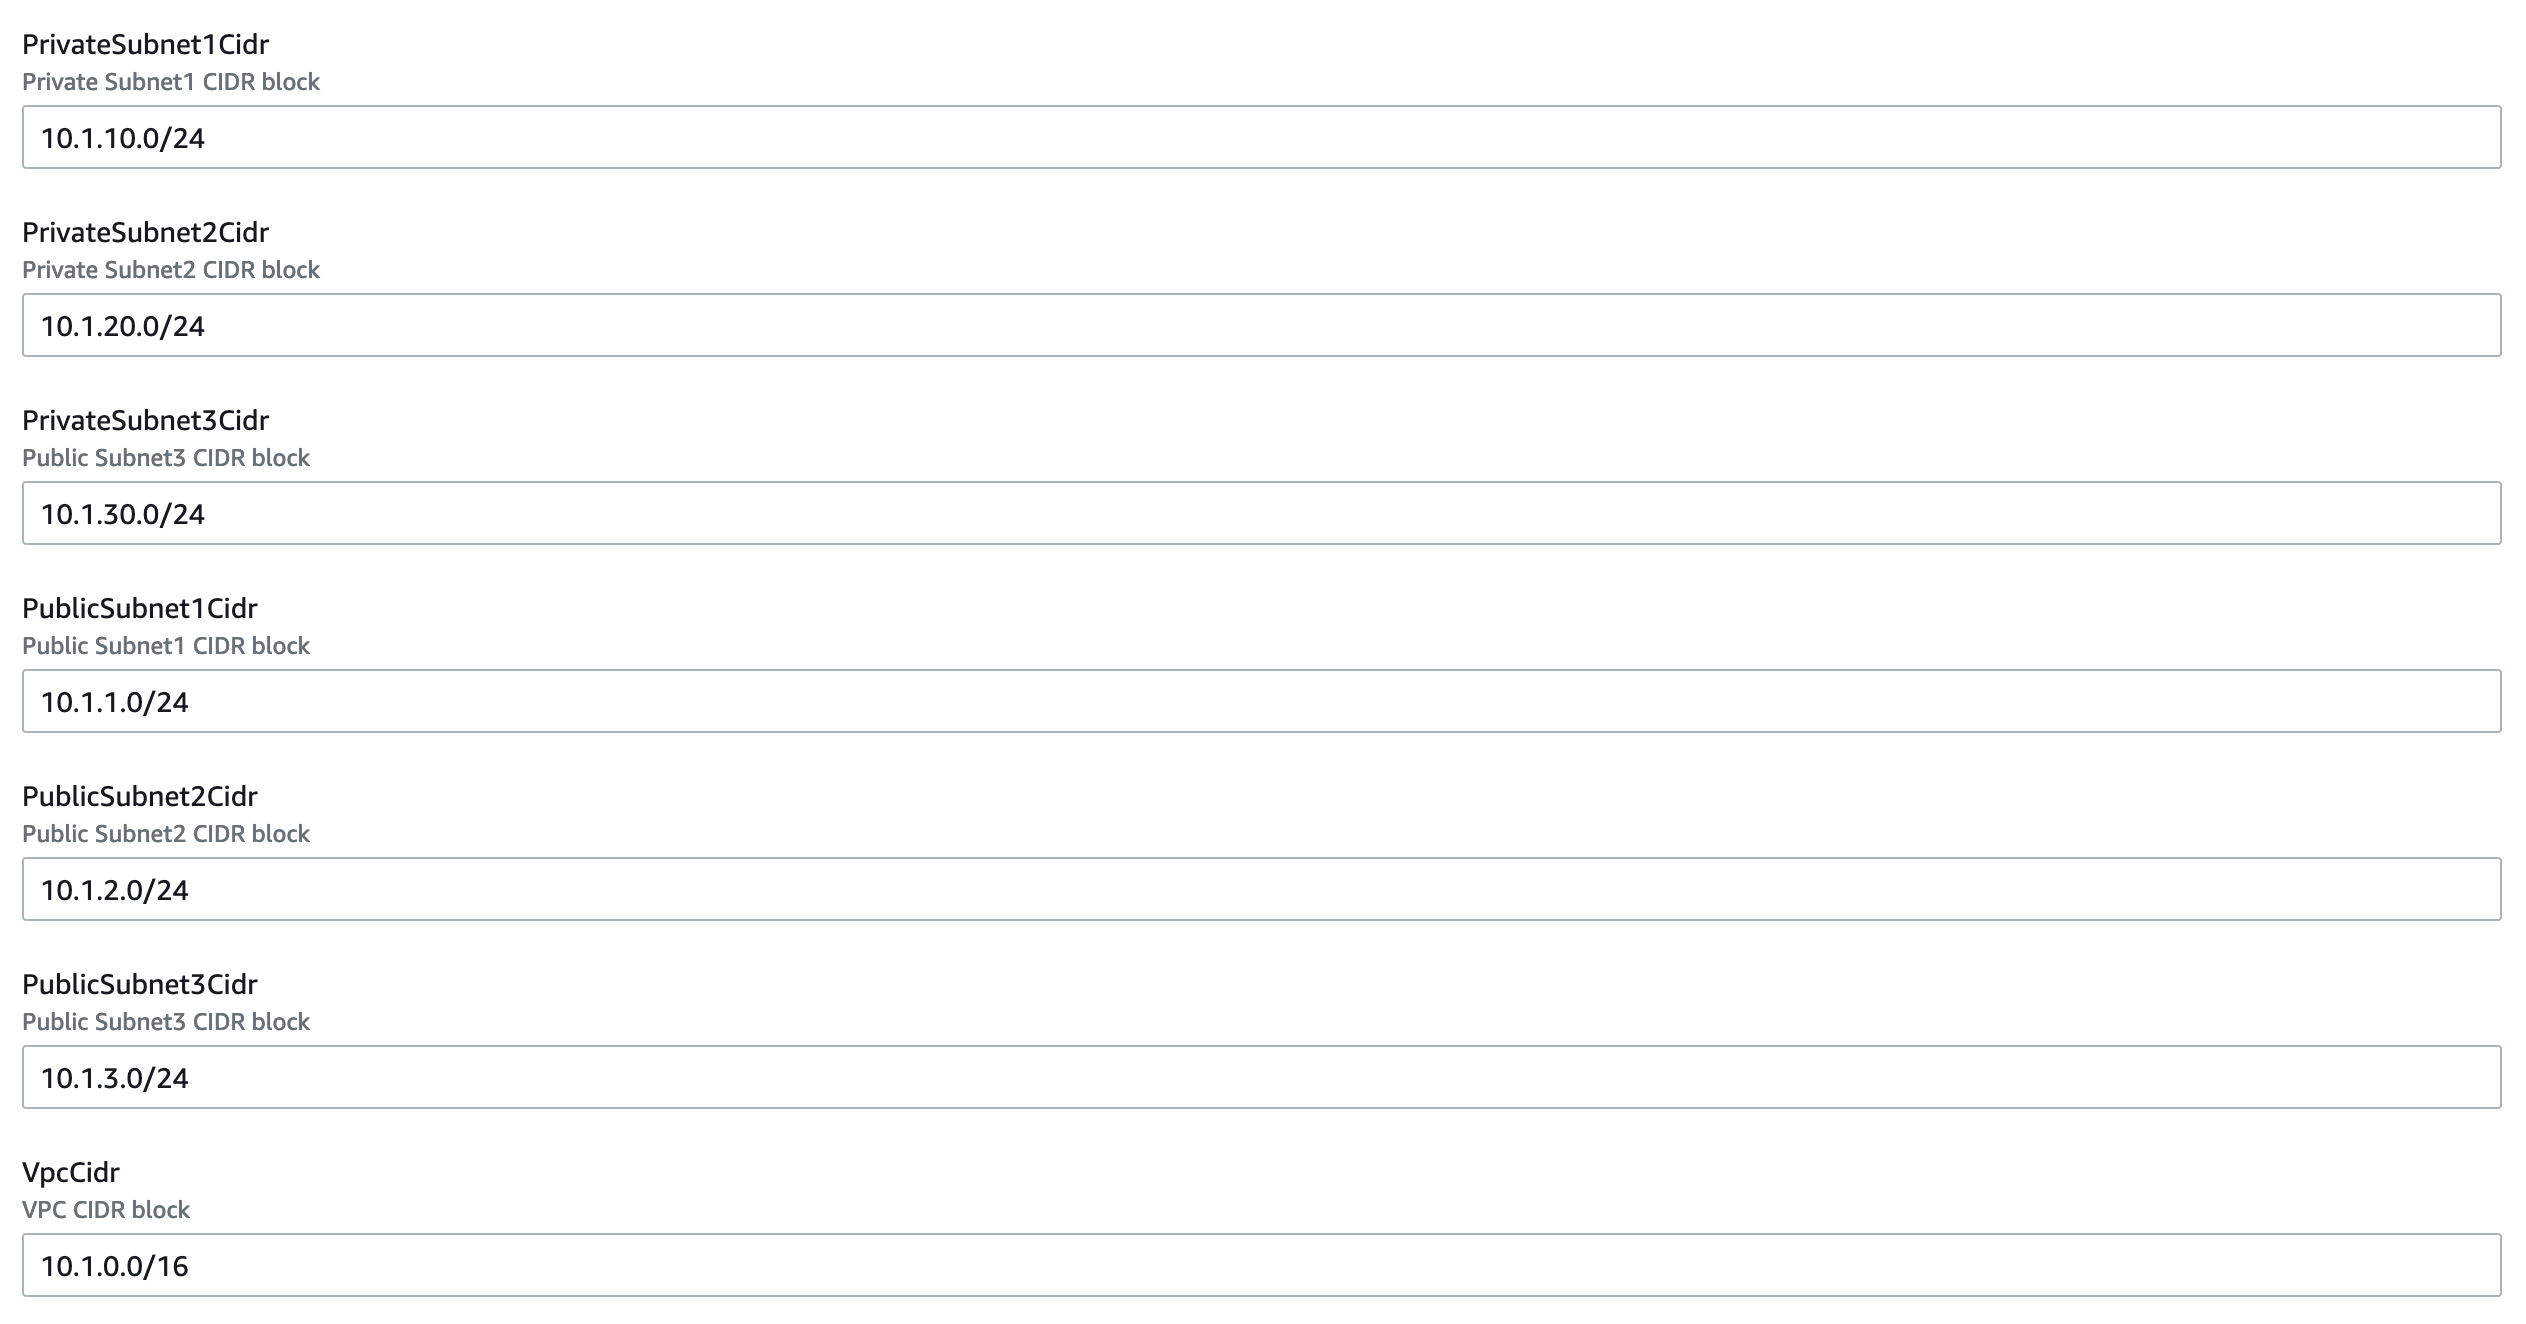 PrivateSubnet1Cidr
Private Subnet1 CIDR block
10.1.10.0/24
PrivateSubnet2Cidr
Private Subnet2 CIDR block
10.1.20.0/24
PrivateSubnet3Cidr
Public Subnet3 CIDR block
10.1.30.0/24
PublicSubnet1Cidr
Public Subnet1 CIDR block
10.1.1.0/24
PublicSubnet2Cidr
Public Subnet2 CIDR block
10.1.2.0/24
PublicSubnet3Cidr
Public Subnet3 CIDR block
10.1.3.0/24
VpcCidr
VPC CIDR block
10.1.0.0/16